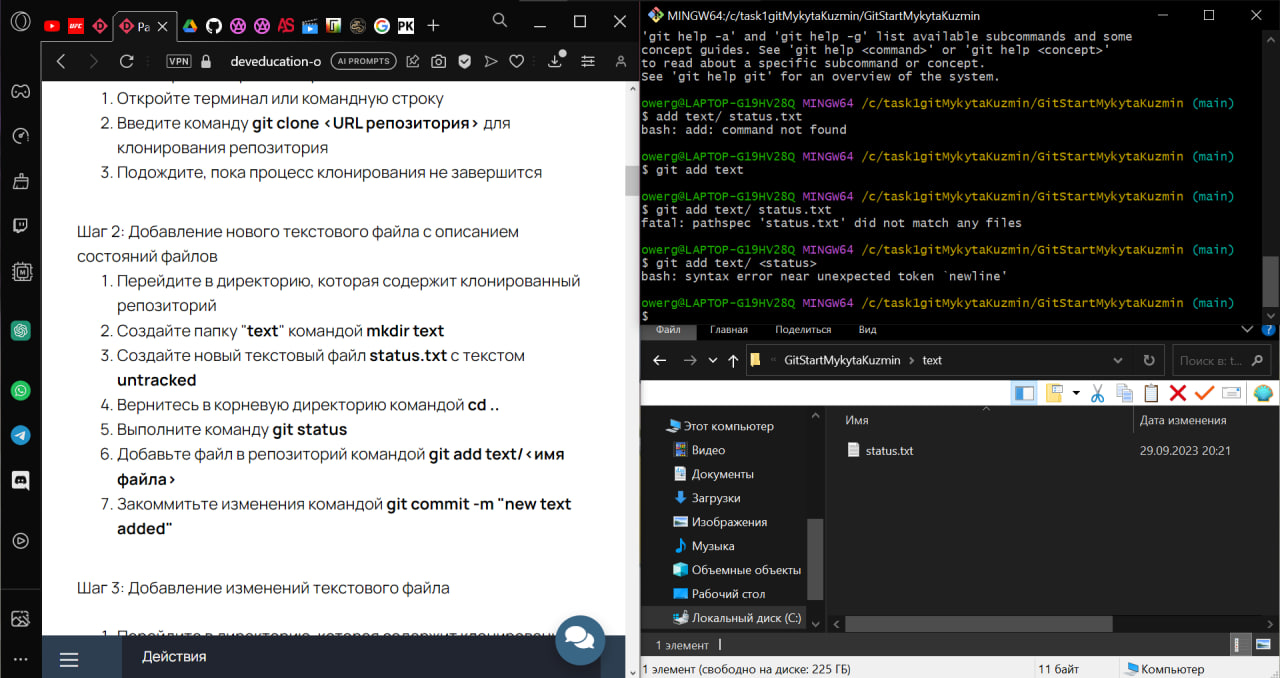 Pa
UFC
AS
PK
VPN
deveducation-o
AI PROMPTS
1. Откройте терминал или командную строку
2. Введите команду git clone <URL репозитория> для
клонирования репозитория
3. Подождите, пока процесс клонирования не завершится
Шаг 2: Добавление нового текстового файла с описанием
состояний файлов
1. Перейдите в директорию, которая содержит клонированный
репозиторий
2. Создайте папку "text" командой mkdir text
3. Создайте новый текстовый файл status.txt с текстом
untracked
4. Вернитесь в корневую директорию командой cd ..
5. Выполните команду git status
6. Добавьте файл в репозиторий командой git add text/<имя
файла>
7. Закоммитьте изменения командой git commit -m "new text
added"
Шаг 3: Добавление изменений текстового файла
1. Перейдите в директорию, которая содержит клонирован
Действия
MINGW64:/c/task1gitMykytaKuzmin/GitStartMykytaKuzmin
'git help -a' and 'git help -g' list available subcommands and some
concept guides. See 'git help <command>' or 'git help <concept>'
to read about a specific subcommand or concept.
See 'git help git' for an overview of the system.
owerg@LAPTOP-G19HV28Q MINGW64 /c/task1gitMykytaKuzmin/GitStartMykytaKuzmin (main)
$ add text/ status.txt
bash: add: command not found
owerg@LAPTOP-G19HV28Q MINGW64 /c/task1gitMykytaKuzmin/GitStartMykytaKuzmin (main)
$ git add text
owerg@LAPTOP-G19HV28Q MINGW64 /c/task1gitMykytaKuzmin/GitStartMykytaKuzmin (main)
$ git add text/ status.txt
fatal: pathspec 'status.txt' did not match any files
owerg@LAPTOP-G19HV28Q MINGW64 /c/task1gitMykytaKuzmin/GitStartMykytaKuzmin (main)
$ git add text/ <status>
bash: syntax error near unexpected token `newline'
owerg@LAPTOP-G19HV28Q MINGW64 /c/task1gitMykytaKuzmin/GitStartMykytaKuzmin (main)
$
Файл Главная Поделиться Вид
« GitStartMykytaKuzmin › text
Поиск в: t...
Имя Дата изменения
status.txt 29.09.2023 20:21
Этот компьютер
Видео
Документы
Загрузки
Изображения
Музыка
Объемные объекты
Рабочий стол
Локальный диск (C:)
1 элемент
1 элемент (свободно на диске: 225 ГБ) 11 байт Компьютер